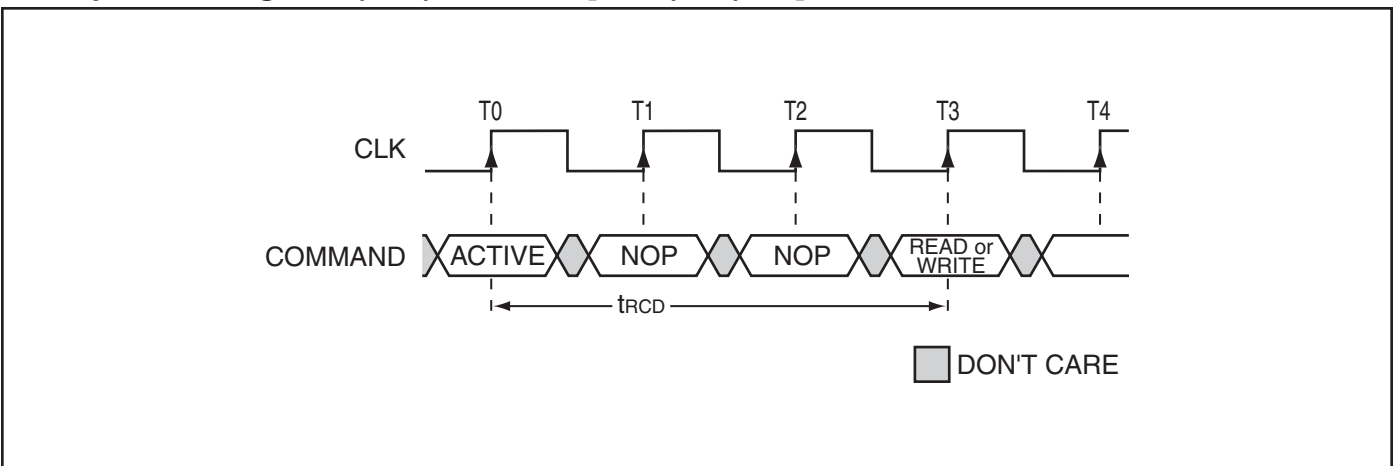 T0 T1 T2 T3 T4
CLK
COMMAND ACTIVE NOP NOP READ or
WRITE
tRCD
DON'T CARE